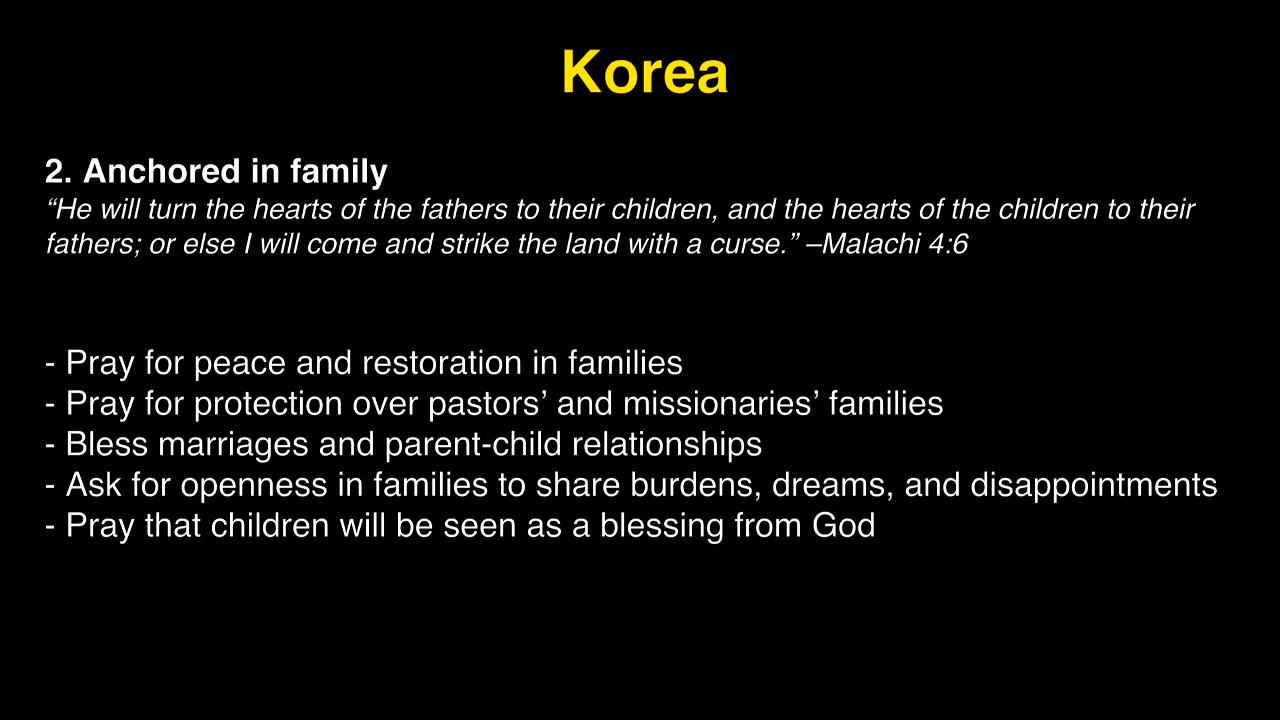 Korea
2. Anchored in family
“He will turn the hearts of the fathers to their children, and the hearts of the children to their
fathers; or else I will come and strike the land with a curse.” –Malachi 4:6
- Pray for peace and restoration in families
- Pray for protection over pastors’ and missionaries’ families
- Bless marriages and parent-child relationships
- Ask for openness in families to share burdens, dreams, and disappointments
- Pray that children will be seen as a blessing from God